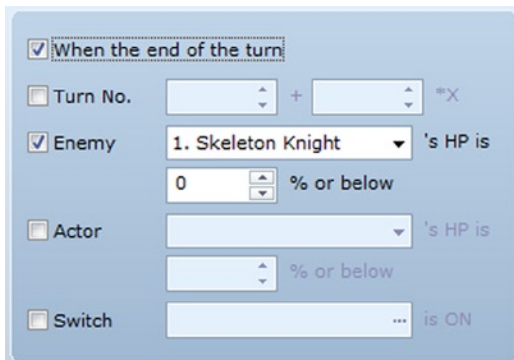 When the end of the turn
Turn No. + *X
Enemy 1. Skeleton Knight 's HP is
0 % or below
Actor 's HP is
% or below
Switch ... is ON